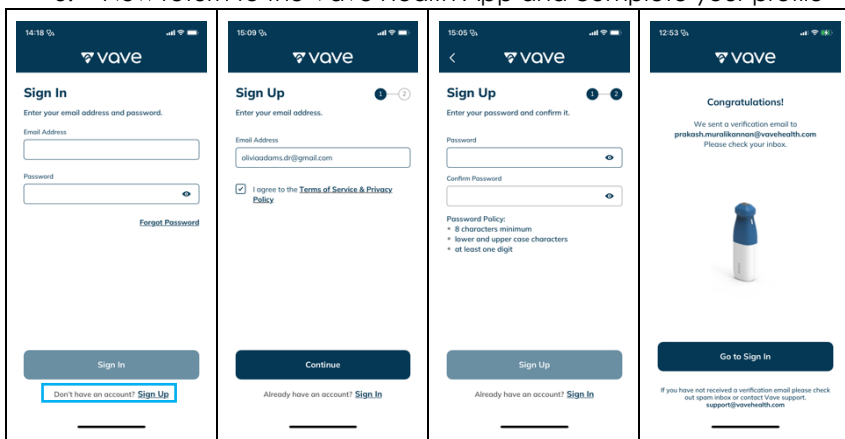 Now return to the Vave Health App and complete your profile
14:18
vave
Sign In
Enter your email address and password.
Email Address
Password
Forgot Password
Sign In
Don't have an account? Sign Up
15:09
vave
Sign Up
1 2
Enter your email address.
Email Address
oliviaadams.dr@gmail.com
I agree to the Terms of Service & Privacy
Policy
Continue
Already have an account? Sign In
15:05
vave
Sign Up
1 2
Enter your password and confirm it.
Password
Confirm Password
Password Policy:
* 8 characters minimum
* lower and upper case characters
* at least one digit
Sign Up
Already have an account? Sign In
12:53
vave
Congratulations!
We sent a verification email to
prakash.muralikannan@vavehealth.com
Please check your inbox.
Go to Sign In
If you have not received a verification email please check
out spam inbox or contact Vave support.
support@vavehealth.com